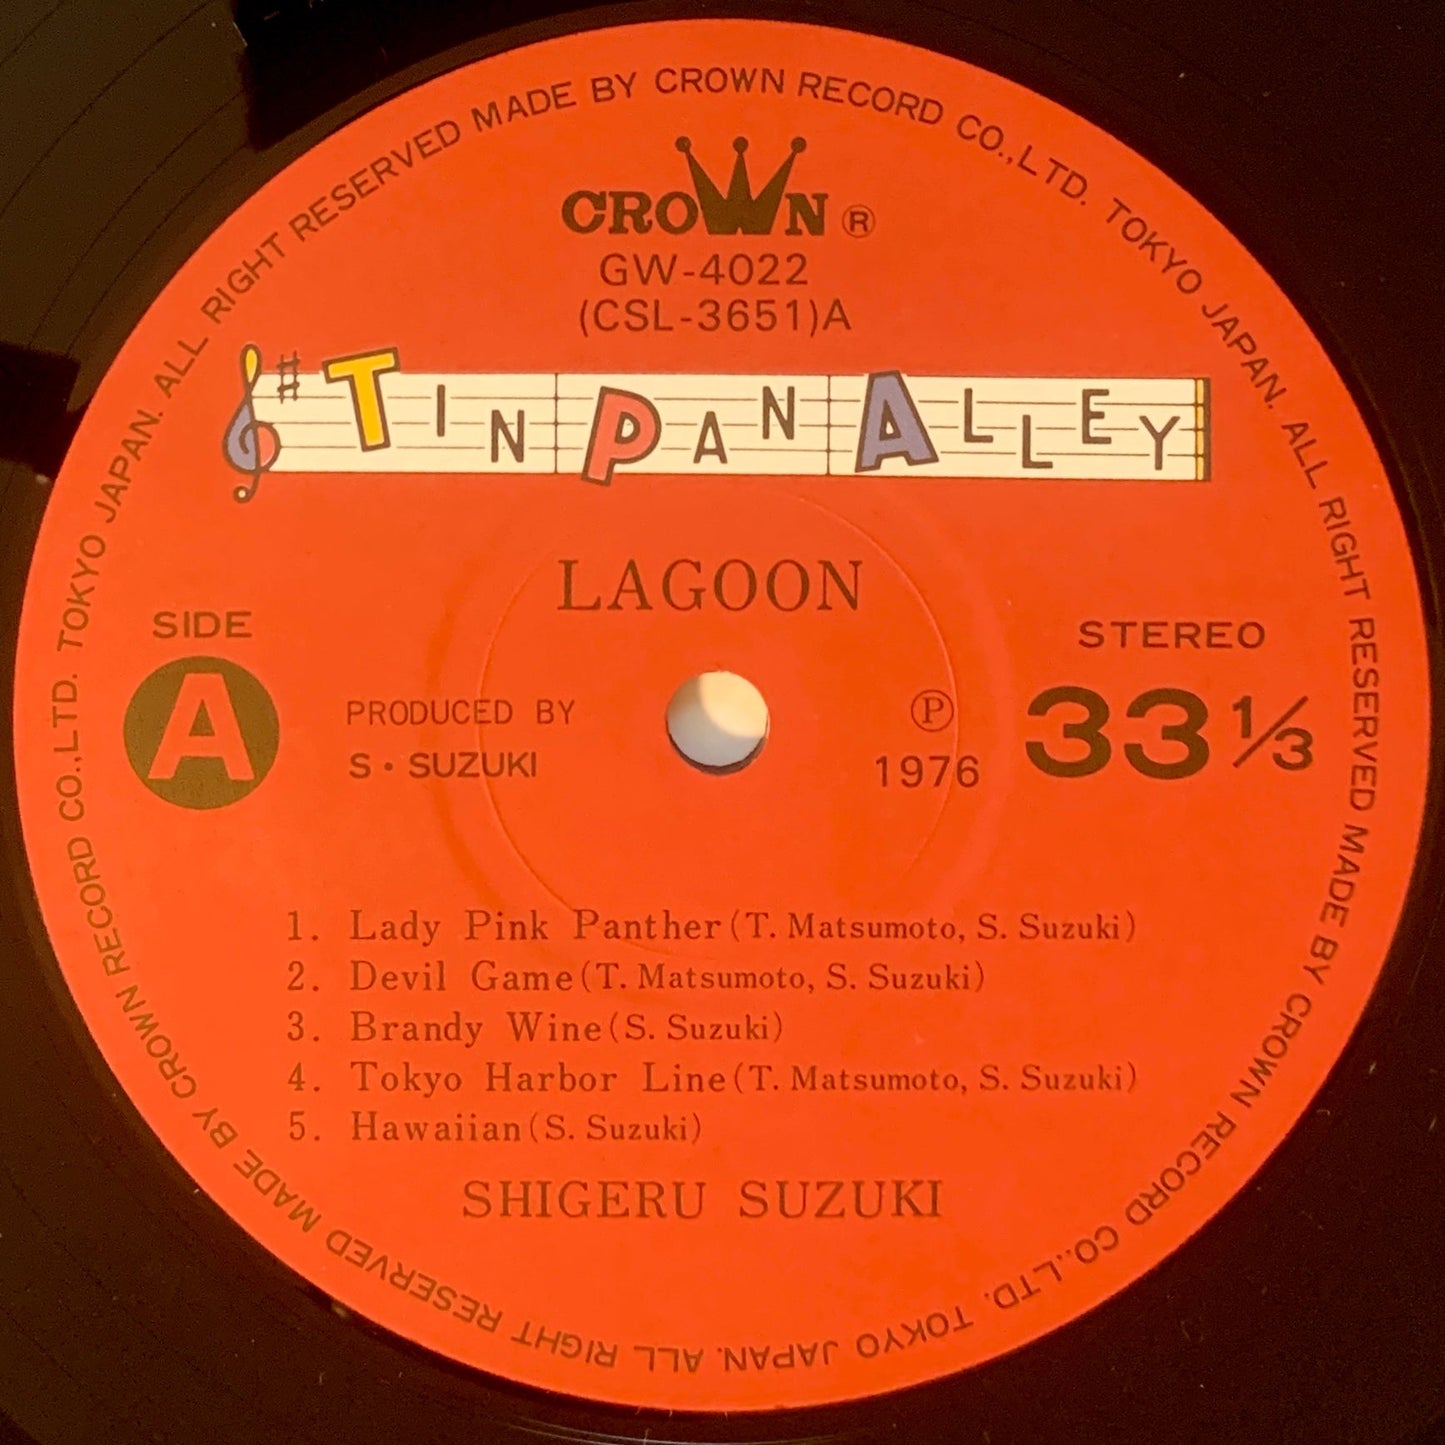 MADE BY CROWN RECORD CO.,LTD. TOKYO JAPAN. ALL RIGHT RESERVED MADE BY CROWN RECORD CO.,LTD. TOKYO JAPAN. ALL RIGHT RESERVED MADE BY CROWN RECORD CO.,LTD. TOKYO JAPAN. ALL RIGHT RESERVED
CROWN ®
GW-4022
(CSL-3651)A
TIN PAN ALLEY
LAGOON
SIDE
A
PRODUCED BY
S・SUZUKI
Ⓟ
1976
STEREO
33 1/3
1. Lady Pink Panther(T. Matsumoto, S. Suzuki)
2. Devil Game(T. Matsumoto, S. Suzuki)
3. Brandy Wine(S. Suzuki)
4. Tokyo Harbor Line(T. Matsumoto, S. Suzuki)
5. Hawaiian(S. Suzuki)
SHIGERU SUZUKI